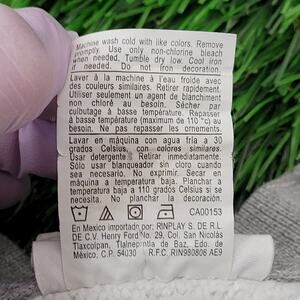 Machine wash cold with like colors. Remove
promptly. Use only non-chlorine bleach
when needed. Tumble dry low. Cool iron
if needed. Do not iron decoration.
Laver à la machine à l'eau froide avec
des couleurs similaires. Retirer rapidement.
Utiliser seulement un agent de blanchiment
non chloré au besoin. Sécher par
culbutage à basse température. Repasser
à basse température (maximum de 110 °c) au
besoin. Ne pas repasser les ornements.
Lavar en máquina con agua fría a 30
grados Celsius, con colores similares.
Usar detergente. Retirar inmediatamente.
Sólo usar blanqueador sin cloro cuando
sea necesario. No exprimir. Secar en
máquina a temperatura baja. Planchar a
temperatura baja a 110 grados Celsius si se
necesita. No planchar la decoración.
CA00153
En Mexico importado por: RINPLAY S. DE R.L.
DE C.V. Henry Ford No. 29, Col. San Nicolás
Tlaxcolpan, Tlalnepantla de Baz, Edo. de
México, C.P. 54030 R.F.C. RIN980806 AE9